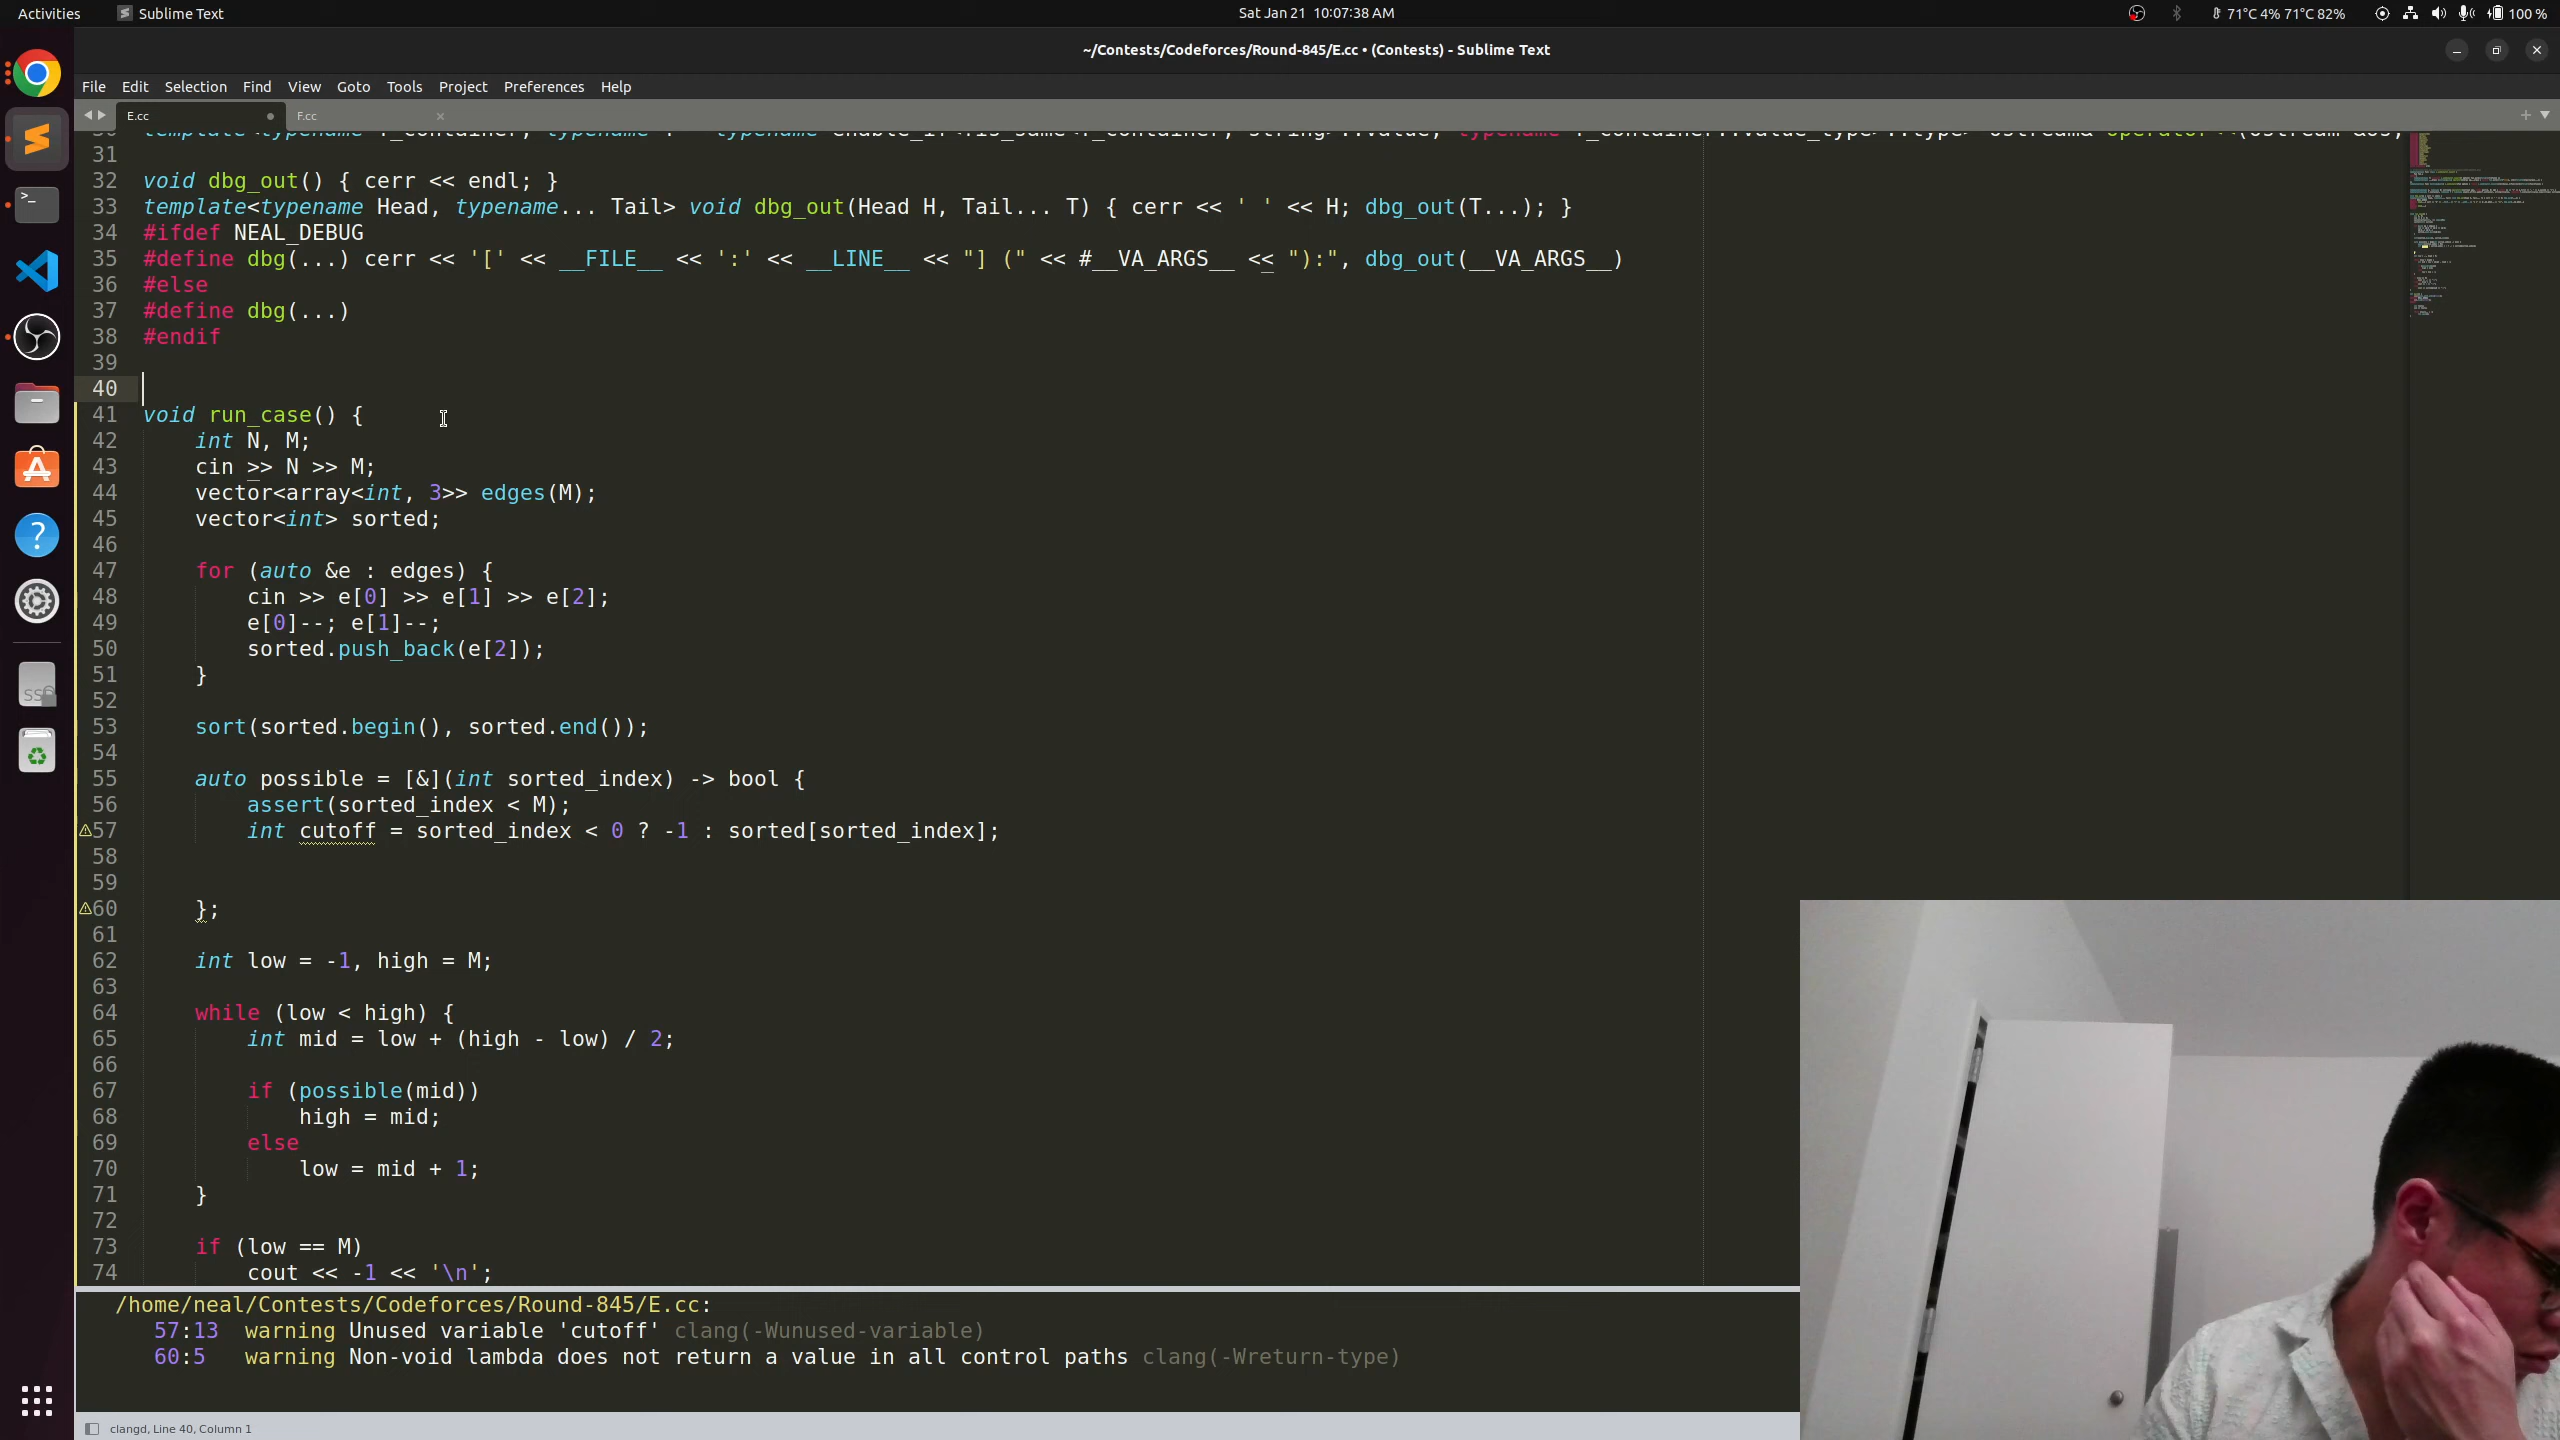 Activities
Sublime Text
Sat Jan 21 10:07:38 AM
71°C 4% 71°C 82%
100 %
~/Contests/Codeforces/Round-845/E.cc • (Contests) - Sublime Text
File Edit Selection Find View Goto Tools Project Preferences Help
E.cc
F.cc
31
32 void dbg_out() { cerr << endl; }
33 template<typename Head, typename... Tail> void dbg_out(Head H, Tail... T) { cerr << ' ' << H; dbg_out(T...); }
34 #ifdef NEAL_DEBUG
35 #define dbg(...) cerr << '[' << __FILE__ << ':' << __LINE__ << "] (" << #__VA_ARGS__ << "):", dbg_out(__VA_ARGS__)
36 #else
37 #define dbg(...)
38 #endif
39
40
41 void run_case() {
42     int N, M;
43     cin >> N >> M;
44     vector<array<int, 3>> edges(M);
45     vector<int> sorted;
46
47     for (auto &e : edges) {
48         cin >> e[0] >> e[1] >> e[2];
49         e[0]--; e[1]--;
50         sorted.push_back(e[2]);
51     }
52
53     sort(sorted.begin(), sorted.end());
54
55     auto possible = [&](int sorted_index) -> bool {
56         assert(sorted_index < M);
57         int cutoff = sorted_index < 0 ? -1 : sorted[sorted_index];
58
59
60     };
61
62     int low = -1, high = M;
63
64     while (low < high) {
65         int mid = low + (high - low) / 2;
66
67         if (possible(mid))
68             high = mid;
69         else
70             low = mid + 1;
71     }
72
73     if (low == M)
74         cout << -1 << '\n';
/home/neal/Contests/Codeforces/Round-845/E.cc:
57:13 warning Unused variable 'cutoff' clang(-Wunused-variable)
60:5 warning Non-void lambda does not return a value in all control paths clang(-Wreturn-type)
clangd, Line 40, Column 1